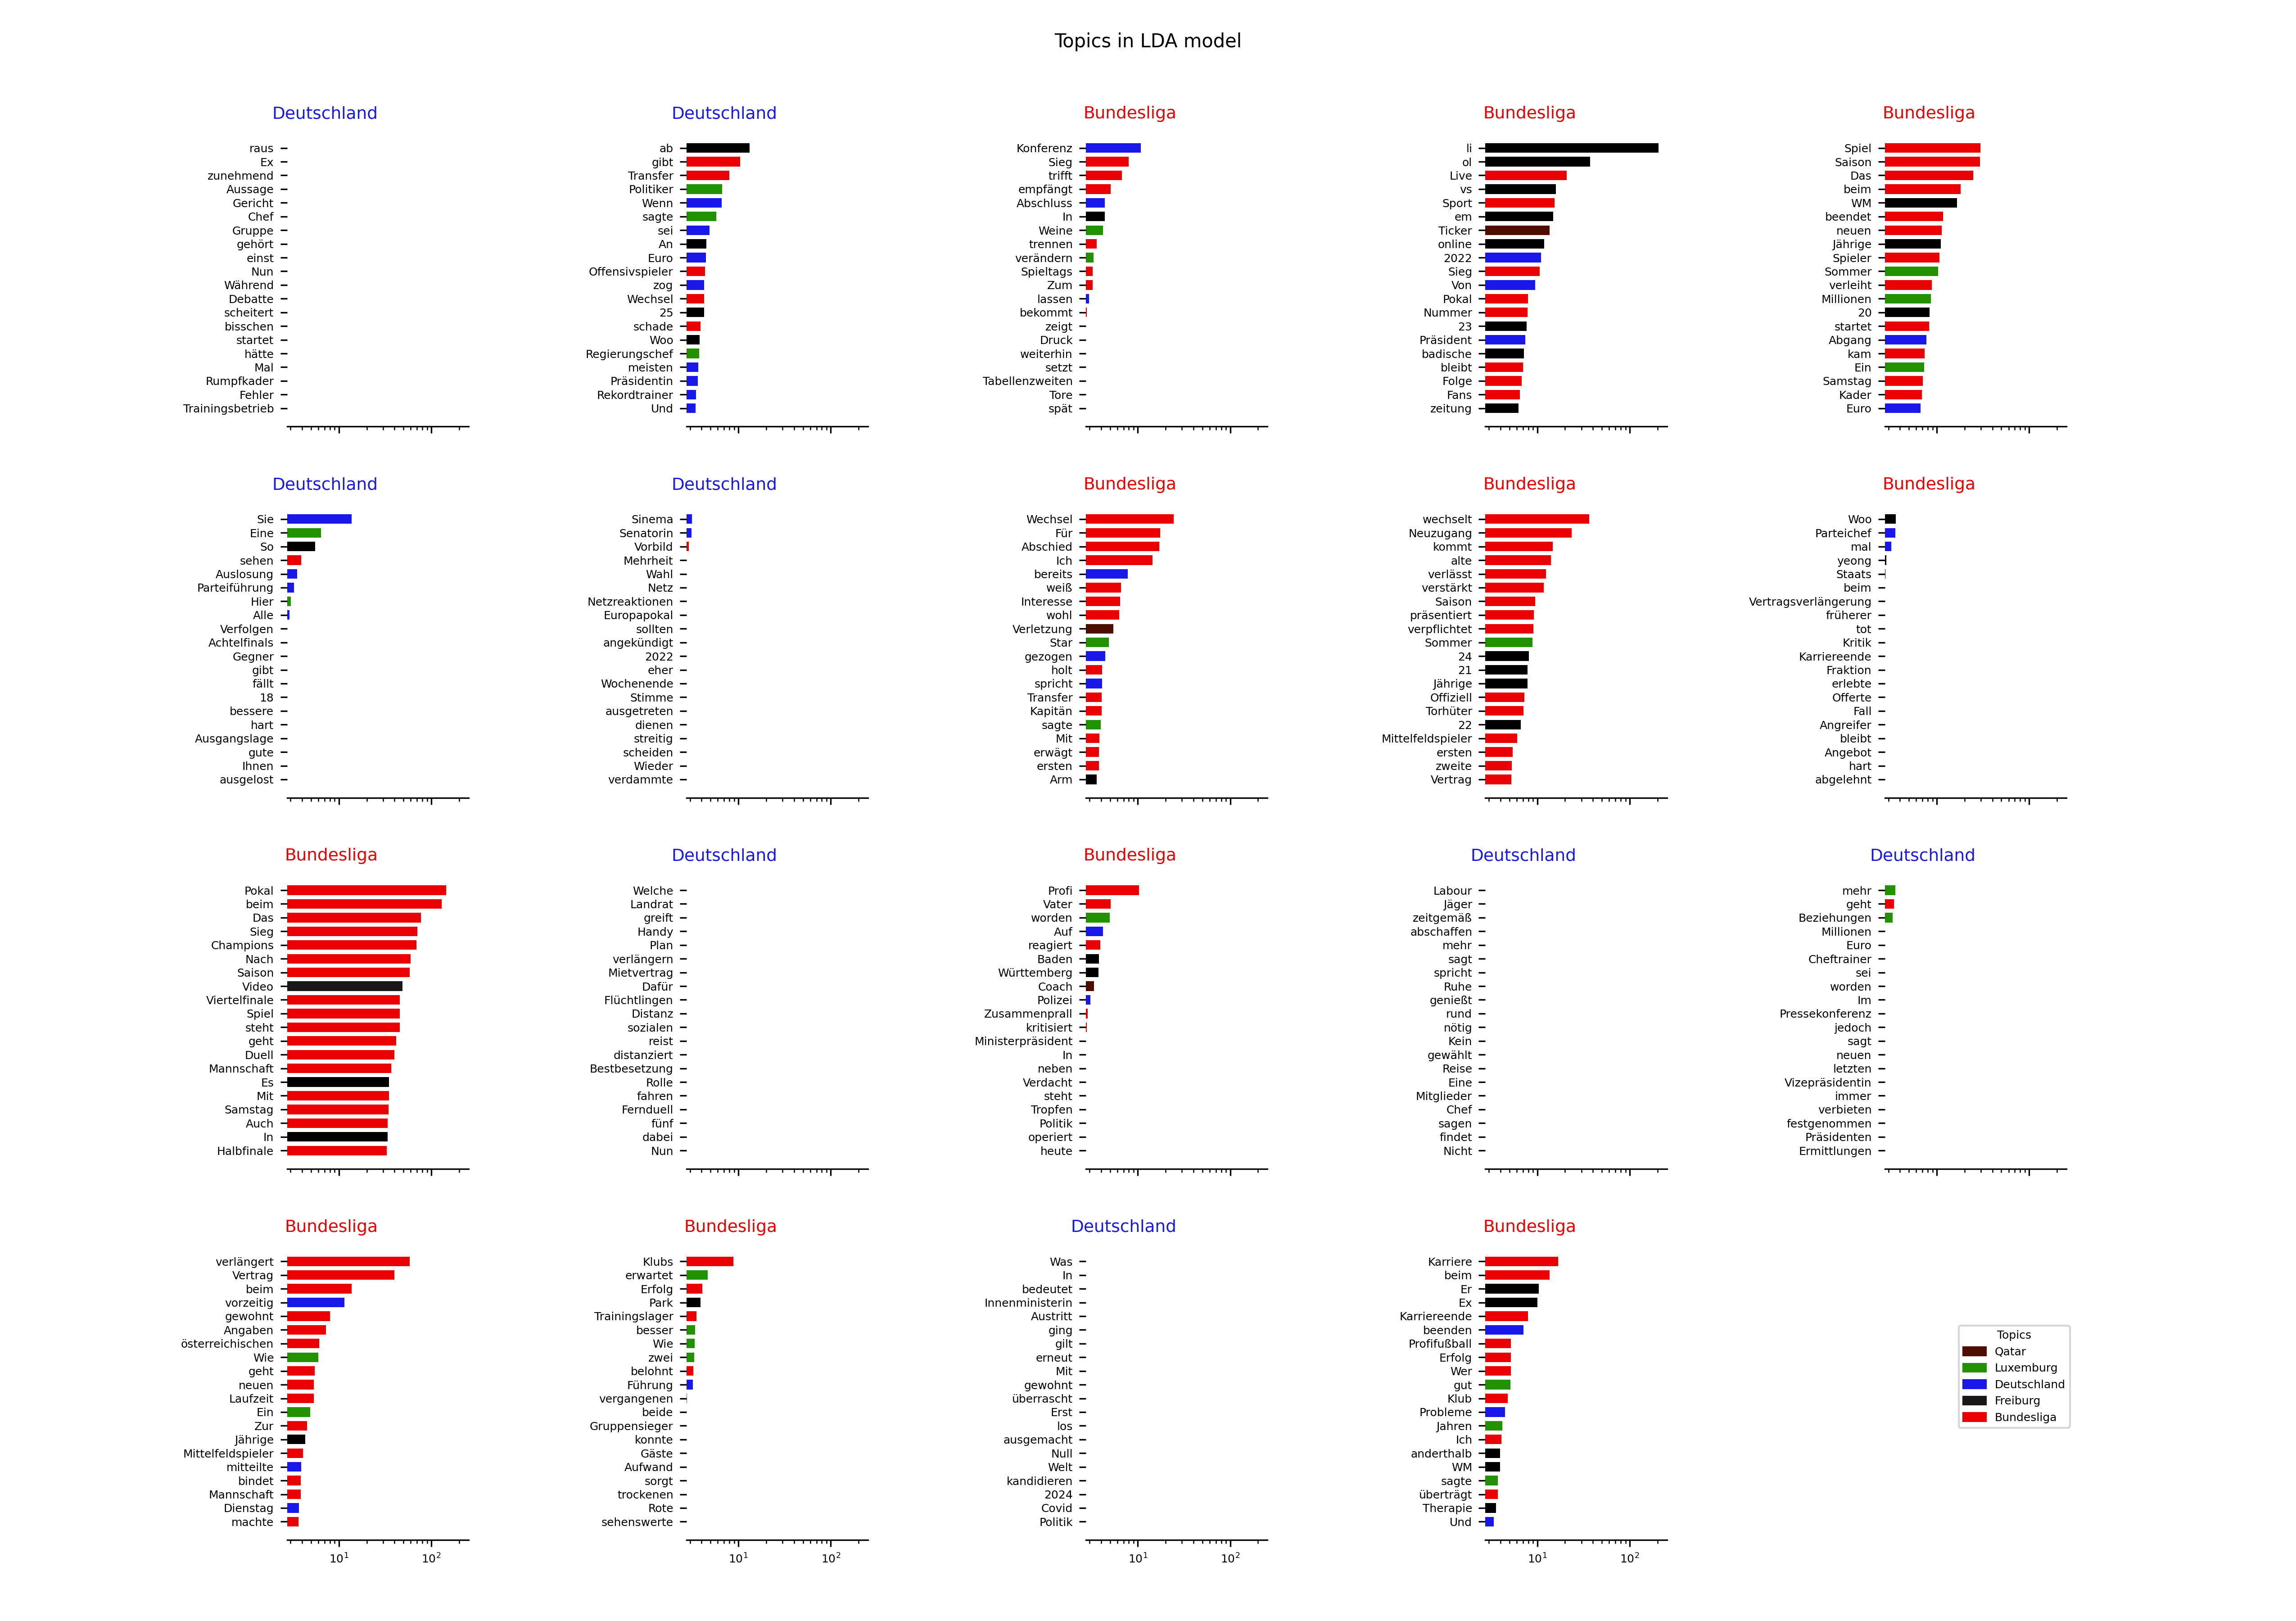 Topics in LDA model
Deutschland
raus
Ex
zunehmend
Aussage
Gericht
Chef
Gruppe
gehört
einst
Nun
Während
Debatte
scheitert
bisschen
startet
hätte
Mal
Rumpfkader
Fehler
Trainingsbetrieb
Deutschland
ab
gibt
Transfer
Politiker
Wenn
sagte
sei
An
Euro
Offensivspieler
zog
Wechsel
25
schade
Woo
Regierungschef
meisten
Präsidentin
Rekordtrainer
Und
Bundesliga
Konferenz
Sieg
trifft
empfängt
Abschluss
In
Weine
trennen
verändern
Spieltags
Zum
lassen
bekommt
zeigt
Druck
weiterhin
setzt
Tabellenzweiten
Tore
spät
Bundesliga
li
ol
Live
vs
Sport
em
Ticker
online
2022
Sieg
Von
Pokal
Nummer
23
Präsident
badische
bleibt
Folge
Fans
zeitung
Bundesliga
Spiel
Saison
Das
beim
WM
beendet
neuen
Jährige
Spieler
Sommer
verleiht
Millionen
20
startet
Abgang
kam
Ein
Samstag
Kader
Euro
Deutschland
Sie
Eine
So
sehen
Auslosung
Parteiführung
Hier
Alle
Verfolgen
Achtelfinals
Gegner
gibt
fällt
18
bessere
hart
Ausgangslage
gute
Ihnen
ausgelost
Deutschland
Sinema
Senatorin
Vorbild
Mehrheit
Wahl
Netz
Netzreaktionen
Europapokal
sollten
angekündigt
2022
eher
Wochenende
Stimme
ausgetreten
dienen
streitig
scheiden
Wieder
verdammte
Bundesliga
Wechsel
Für
Abschied
Ich
bereits
weiß
Interesse
wohl
Verletzung
Star
gezogen
holt
spricht
Transfer
Kapitän
sagte
Mit
erwägt
ersten
Arm
Bundesliga
wechselt
Neuzugang
kommt
alte
verlässt
verstärkt
Saison
präsentiert
verpflichtet
Sommer
24
21
Jährige
Offiziell
Torhüter
22
Mittelfeldspieler
ersten
zweite
Vertrag
Bundesliga
Woo
Parteichef
mal
yeong
Staats
beim
Vertragsverlängerung
früherer
tot
Kritik
Karriereende
Fraktion
erlebte
Offerte
Fall
Angreifer
bleibt
Angebot
hart
abgelehnt
Bundesliga
Pokal
beim
Das
Sieg
Champions
Nach
Saison
Video
Viertelfinale
Spiel
steht
geht
Duell
Mannschaft
Es
Mit
Samstag
Auch
In
Halbfinale
Deutschland
Welche
Landrat
greift
Handy
Plan
verlängern
Mietvertrag
Dafür
Flüchtlingen
Distanz
sozialen
reist
distanziert
Bestbesetzung
Rolle
fahren
Fernduell
fünf
dabei
Nun
Bundesliga
Profi
Vater
worden
Auf
reagiert
Baden
Württemberg
Coach
Polizei
Zusammenprall
kritisiert
Ministerpräsident
In
neben
Verdacht
steht
Tropfen
Politik
operiert
heute
Deutschland
Labour
Jäger
zeitgemäß
abschaffen
mehr
sagt
spricht
Ruhe
genießt
rund
nötig
Kein
gewählt
Reise
Eine
Mitglieder
Chef
sagen
findet
Nicht
Deutschland
mehr
geht
Beziehungen
Millionen
Euro
Cheftrainer
sei
worden
Im
Pressekonferenz
jedoch
sagt
neuen
letzten
Vizepräsidentin
immer
verbieten
festgenommen
Präsidenten
Ermittlungen
Bundesliga
verlängert
Vertrag
beim
vorzeitig
gewohnt
Angaben
österreichischen
Wie
geht
neuen
Laufzeit
Ein
Zur
Jährige
Mittelfeldspieler
mitteilte
bindet
Mannschaft
Dienstag
machte
10¹ 10²
Bundesliga
Klubs
erwartet
Erfolg
Park
Trainingslager
besser
Wie
zwei
belohnt
Führung
vergangenen
beide
Gruppensieger
konnte
Gäste
Aufwand
sorgt
trockenen
Rote
sehenswerte
10¹ 10²
Deutschland
Was
In
bedeutet
Innenministerin
Austritt
ging
gilt
erneut
Mit
gewohnt
überrascht
Erst
los
ausgemacht
Null
Welt
kandidieren
2024
Covid
Politik
10¹ 10²
Bundesliga
Karriere
beim
Er
Ex
Karriereende
beenden
Profifußball
Erfolg
Wer
gut
Klub
Probleme
Jahren
Ich
anderthalb
WM
sagte
überträgt
Therapie
Und
10¹ 10²
Topics
Qatar
Luxemburg
Deutschland
Freiburg
Bundesliga